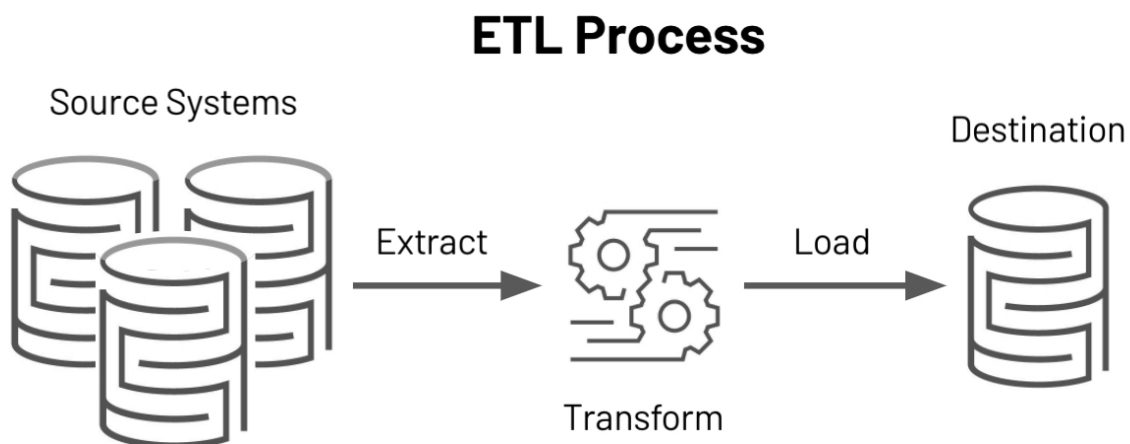 ETL Process
Source Systems
Destination
Extract
Load
Transform